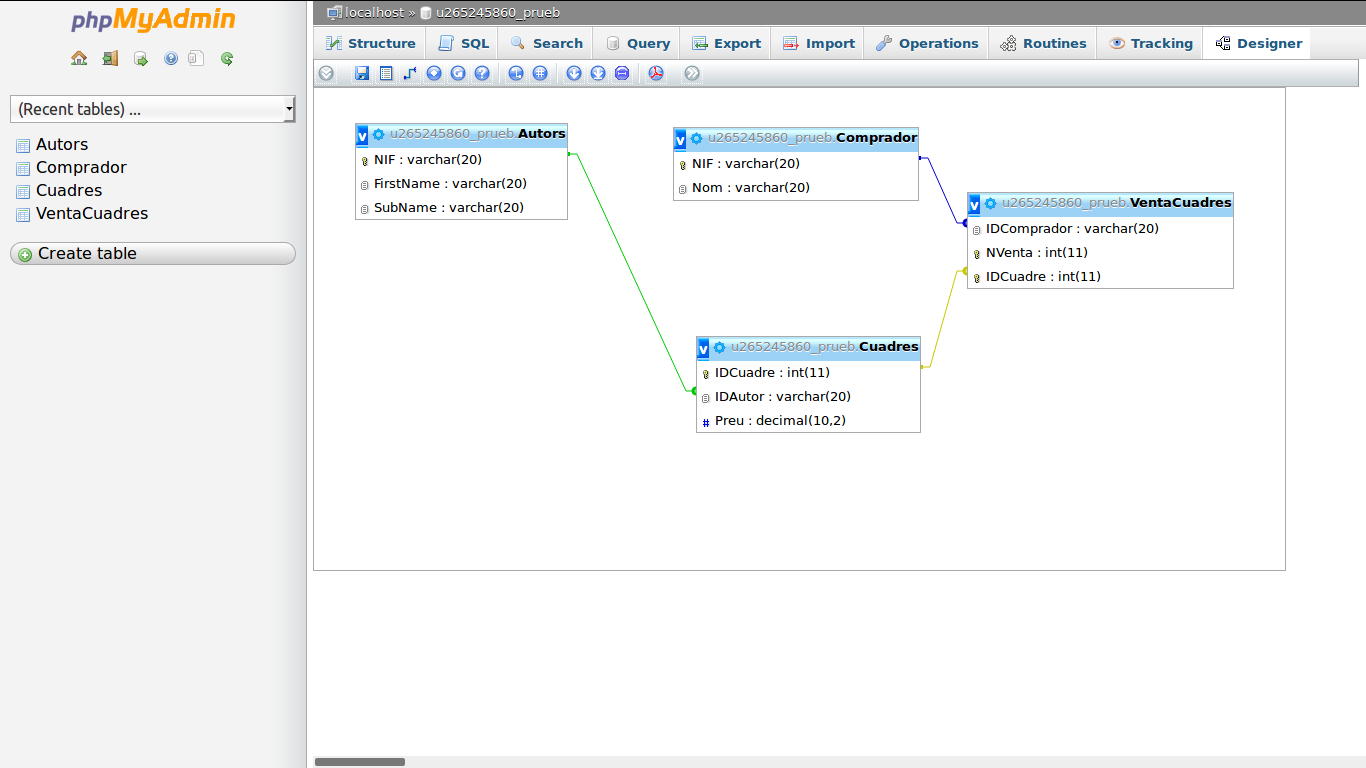 phpMyAdmin
(Recent tables) ...
Autors
Comprador
Cuadres
VentaCuadres
Create table
localhost » u265245860_prueb
Structure SQL Search Query Export Import Operations Routines Tracking Designer
v u265245860_prueb.Autors
NIF : varchar(20)
FirstName : varchar(20)
SubName : varchar(20)
v u265245860_prueb.Comprador
NIF : varchar(20)
Nom : varchar(20)
v u265245860_prueb.VentaCuadres
IDComprador : varchar(20)
NVenta : int(11)
IDCuadre : int(11)
v u265245860_prueb.Cuadres
IDCuadre : int(11)
IDAutor : varchar(20)
# Preu : decimal(10,2)